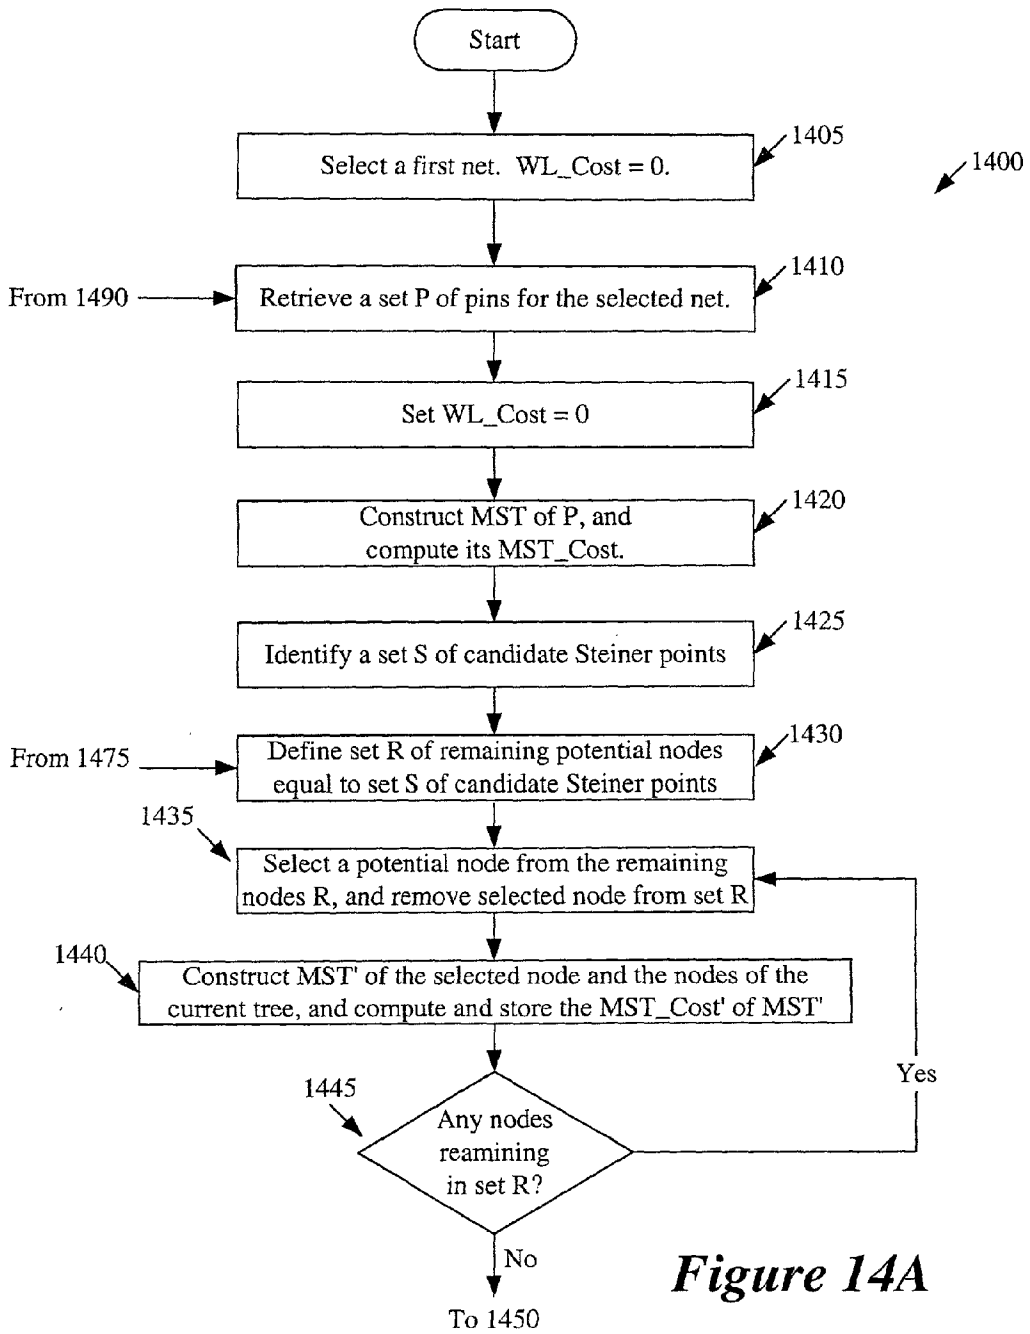 Start
1405
Select a first net. WL_Cost = 0.
1400
1410
From 1490
Retrieve a set P of pins for the selected net.
1415
Set WL_Cost = 0
1420
Construct MST of P, and
compute its MST_Cost.
1425
Identify a set S of candidate Steiner points
1430
From 1475
Define set R of remaining potential nodes
equal to set S of candidate Steiner points
1435
Select a potential node from the remaining
nodes R, and remove selected node from set R
1440
Construct MST' of the selected node and the nodes of the
current tree, and compute and store the MST_Cost' of MST'
Yes
1445
Any nodes
reamining
in set R?
No
Figure 14A
To 1450